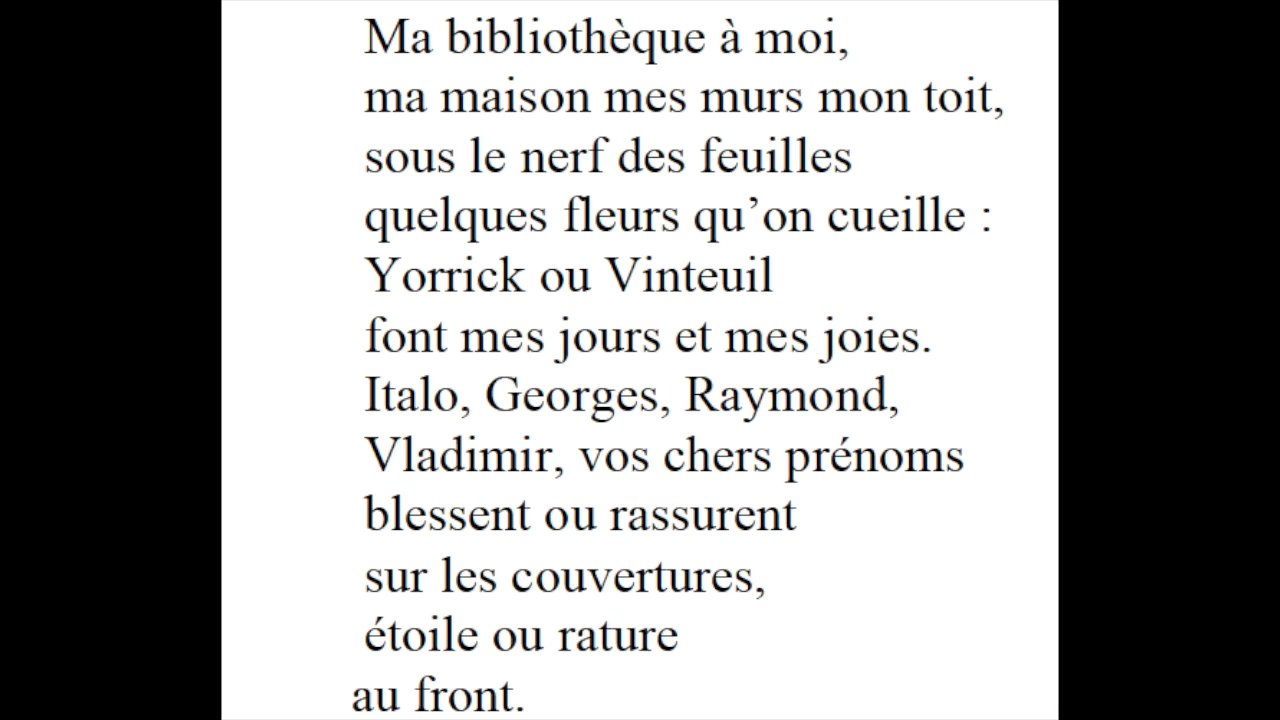 Ma bibliothèque à moi,
ma maison mes murs mon toit,
sous le nerf des feuilles
quelques fleurs qu’on cueille :
Yorrick ou Vinteuil
font mes jours et mes joies.
Italo, Georges, Raymond,
Vladimir, vos chers prénoms
blessent ou rassurent
sur les couvertures,
étoile ou rature
au front.